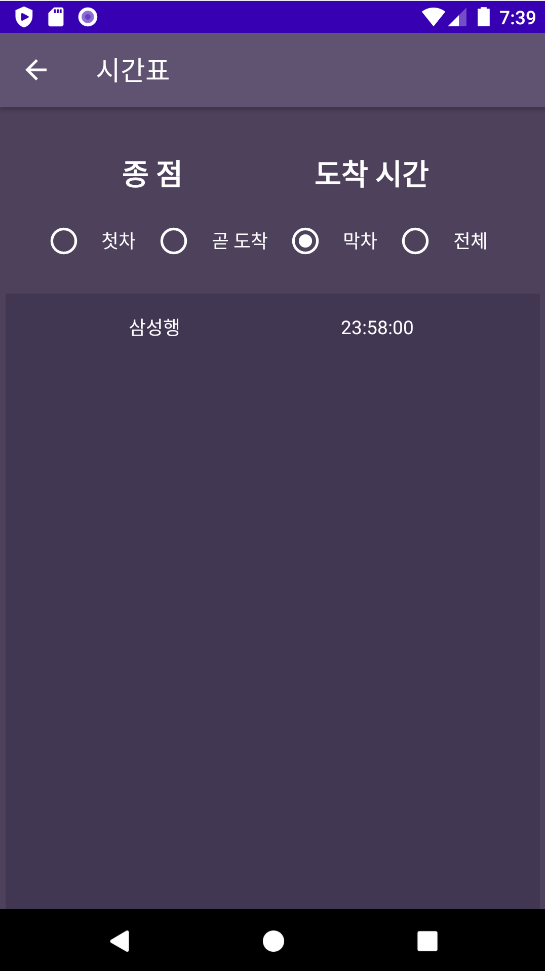 7:39
시간표
종 점 도착 시간
첫차 곧 도착 막차 전체
삼성행 23:58:00